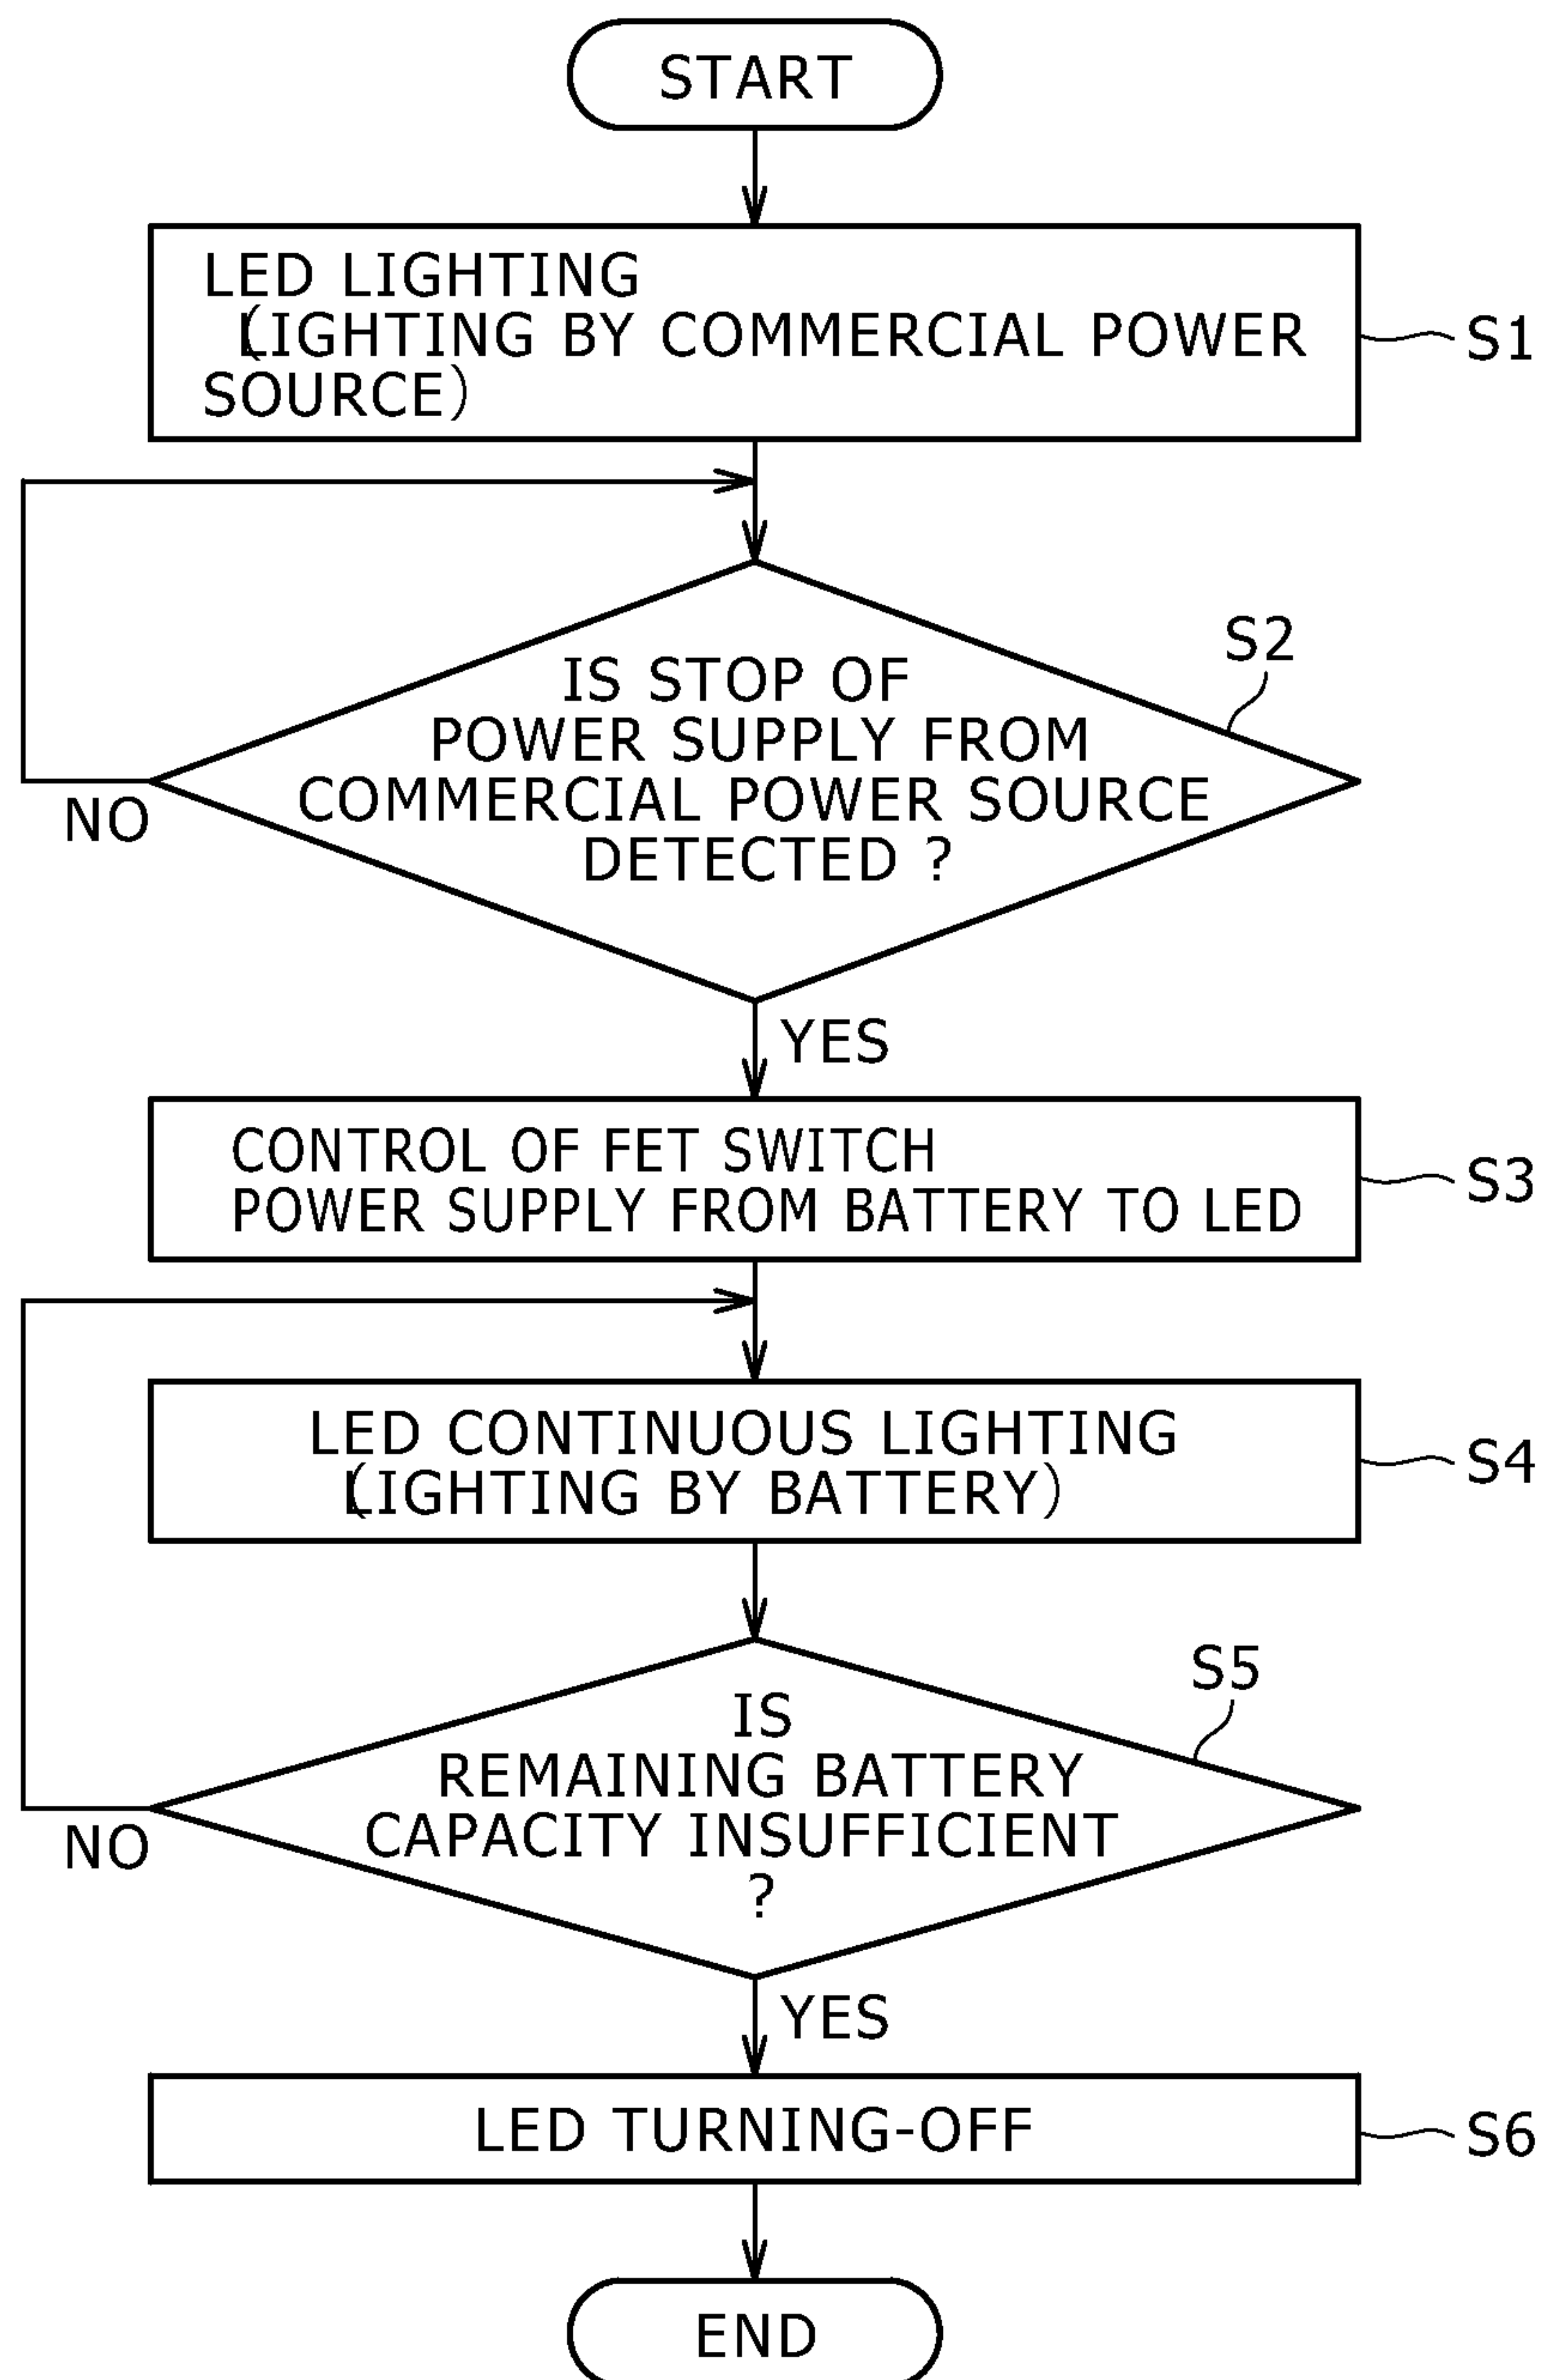 START
LED LIGHTING
(LIGHTING BY COMMERCIAL POWER
SOURCE)
S1
S2
IS STOP OF
POWER SUPPLY FROM
COMMERCIAL POWER SOURCE
DETECTED ?
NO
YES
CONTROL OF FET SWITCH
POWER SUPPLY FROM BATTERY TO LED
S3
LED CONTINUOUS LIGHTING
(LIGHTING BY BATTERY)
S4
S5
IS
REMAINING BATTERY
CAPACITY INSUFFICIENT
?
NO
YES
LED TURNING-OFF
S6
END